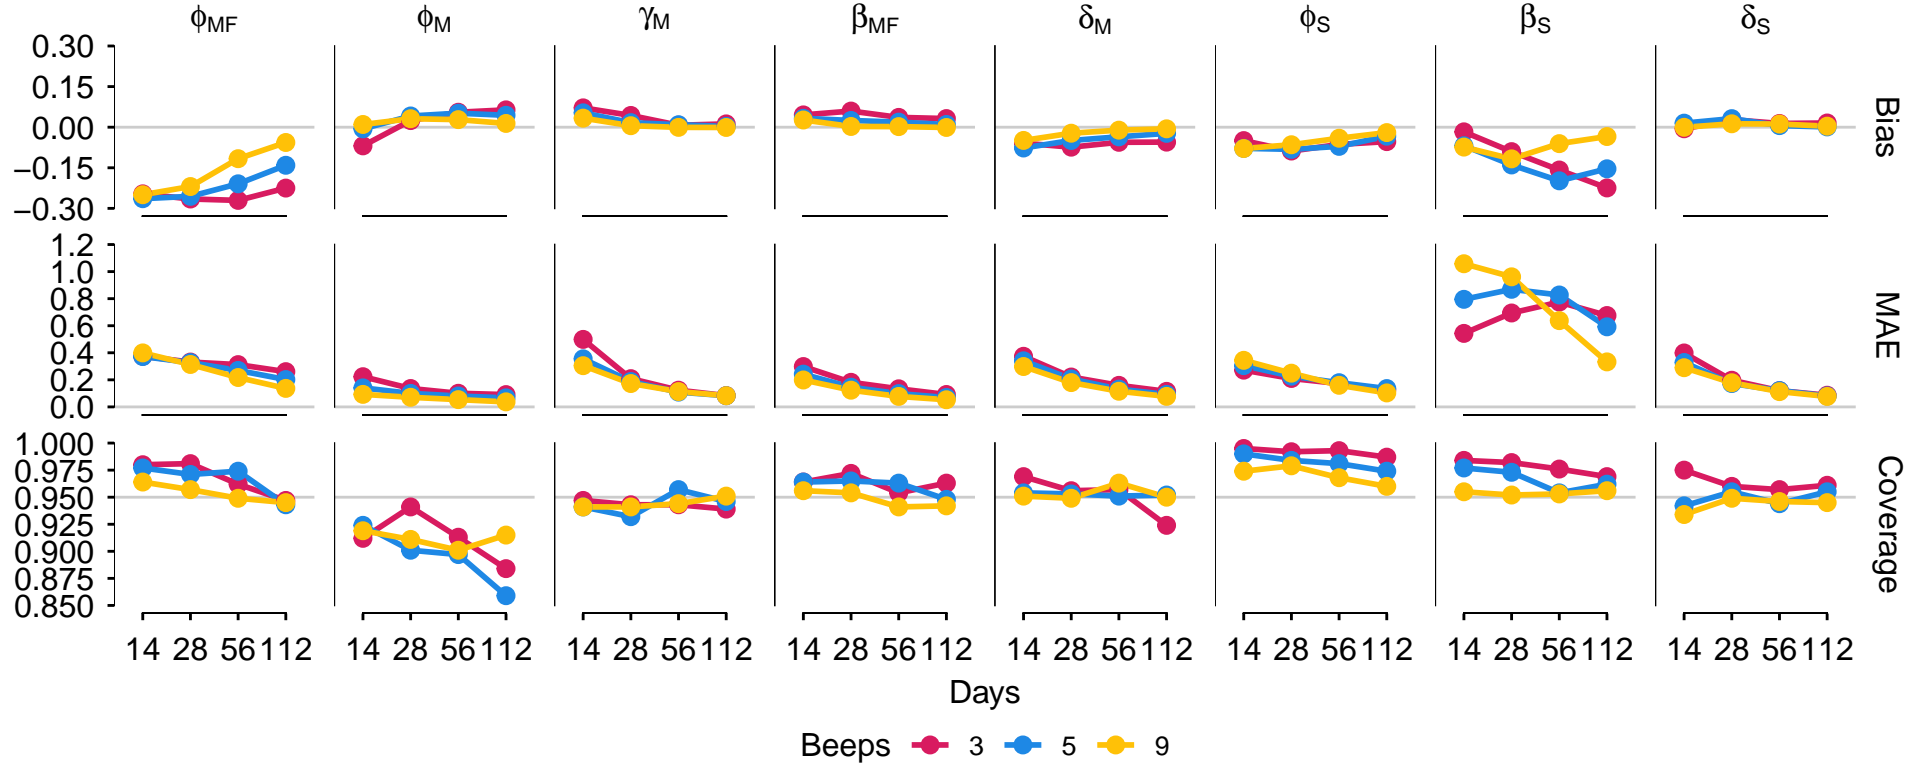 ϕMF ϕM γM βMF δM ϕS βS δS
0.30
0.15
0.00
−0.15
−0.30
Bias
1.2
1.0
0.8
0.6
0.4
0.2
0.0
MAE
1.000
0.975
0.950
0.925
0.900
0.875
0.850
Coverage
14 28 56 112 14 28 56 112 14 28 56 112 14 28 56 112 14 28 56 112 14 28 56 112 14 28 56 112 14 28 56 112
Days
Beeps 3 5 9